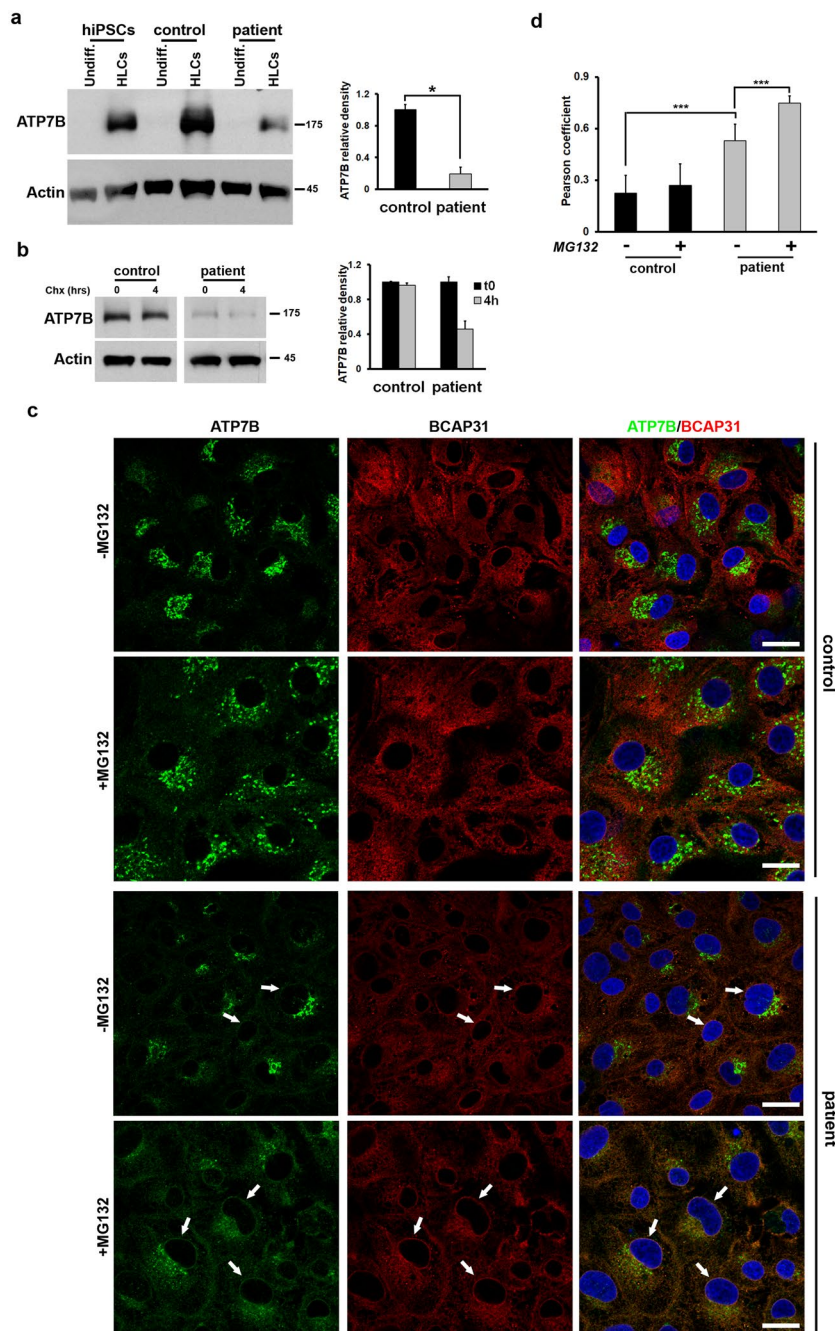 a
hiPSCs control patient
Undiff. HLCs Undiff. HLCs Undiff. HLCs
ATP7B
175
Actin
45
ATP7B relative density
1.2
0.8
0.4
0
*
control patient
d
Pearson coefficient
0.9
0.6
0.3
0
***
***
MG132 - + - +
control patient
b
control patient
Chx (hrs) 0 4 0 4
ATP7B
175
Actin
45
ATP7B relative density
1.2
0.8
0.4
0
t0
4h
control patient
c
ATP7B BCAP31 ATP7B/BCAP31
-MG132
+MG132
control
-MG132
+MG132
patient